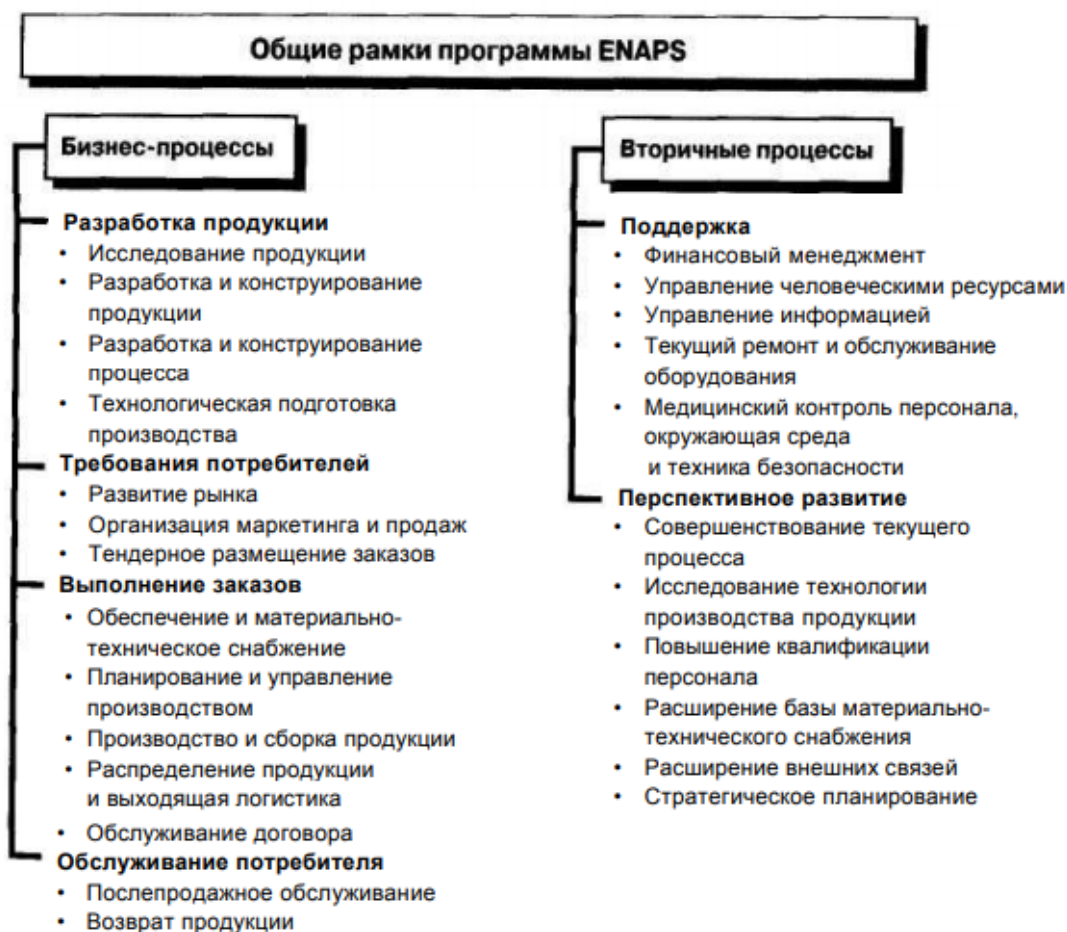 Общие рамки программы ENAPS
Бизнес-процессы
Разработка продукции
• Исследование продукции
• Разработка и конструирование
продукции
• Разработка и конструирование
процесса
• Технологическая подготовка
производства
Требования потребителей
• Развитие рынка
• Организация маркетинга и продаж
• Тендерное размещение заказов
Выполнение заказов
• Обеспечение и материально-
техническое снабжение
• Планирование и управление
производством
• Производство и сборка продукции
• Распределение продукции
и выходящая логистика
• Обслуживание договора
Обслуживание потребителя
• Послепродажное обслуживание
• Возврат продукции
Вторичные процессы
Поддержка
• Финансовый менеджмент
• Управление человеческими ресурсами
• Управление информацией
• Текущий ремонт и обслуживание
оборудования
• Медицинский контроль персонала,
окружающая среда
и техника безопасности
Перспективное развитие
• Совершенствование текущего
процесса
• Исследование технологии
производства продукции
• Повышение квалификации
персонала
• Расширение базы материально-
технического снабжения
• Расширение внешних связей
• Стратегическое планирование